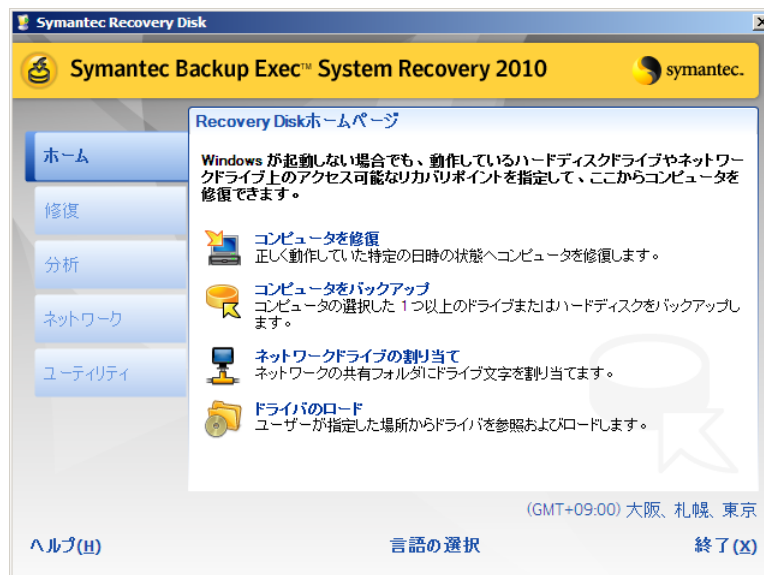 Symantec Recovery Disk
Symantec Backup Exec™ System Recovery 2010
symantec.
ホーム
修復
分析
ネットワーク
ユーティリティ
Recovery Diskホームページ
Windows が起動しない場合でも、動作しているハードディスクドライブやネットワー
クドライブ上のアクセス可能なリカバリポイントを指定して、ここからコンピュータを
修復できます。
コンピュータを修復
正しく動作していた特定の日時の状態へコンピュータを修復します。
コンピュータをバックアップ
コンピュータの選択した 1つ以上のドライブまたはハードディスクをバックアップし
ます。
ネットワークドライブの割り当て
ネットワークの共有フォルダにドライブ文字を割り当てます。
ドライバのロード
ユーザーが指定した場所からドライバを参照およびロードします。
(GMT+09:00) 大阪、札幌、東京
ヘルプ(H)
言語の選択
終了(X)